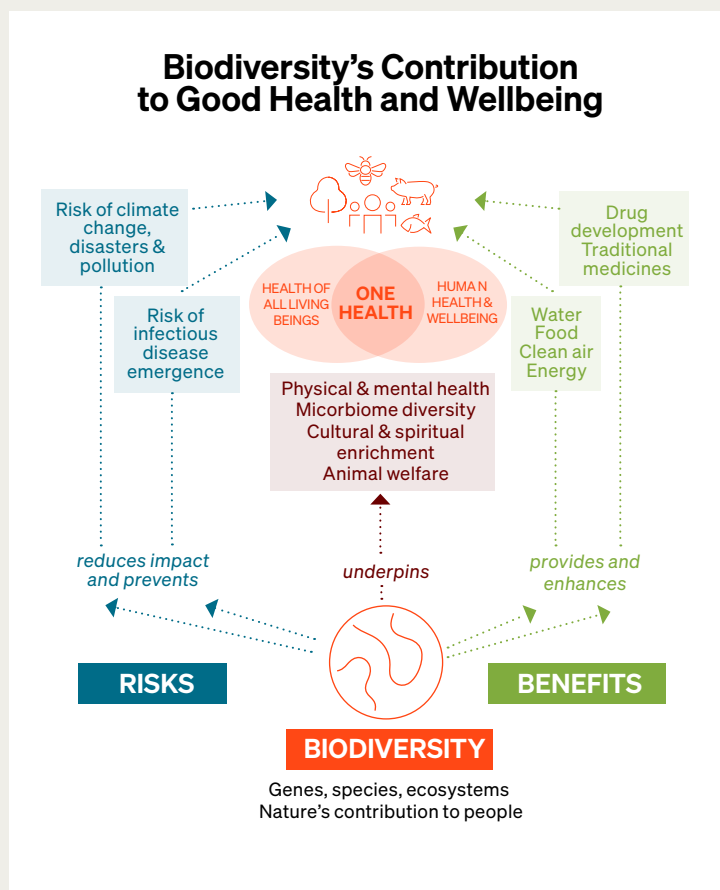 Biodiversity's Contribution
to Good Health and Wellbeing
Risk of climate
change,
disasters &
pollution
Risk of
infectious
disease
emergence
HEALTH OF
ALL LIVING
BEINGS
ONE
HEALTH
HUMA N
HEALTH &
WELLBEING
Drug
development
Traditional
medicines
Water
Food
Clean air
Energy
Physical & mental health
Micorbiome diversity
Cultural & spiritual
enrichment
Animal welfare
reduces impact
and prevents
underpins
provides and
enhances
RISKS
BENEFITS
BIODIVERSITY
Genes, species, ecosystems
Nature's contribution to people